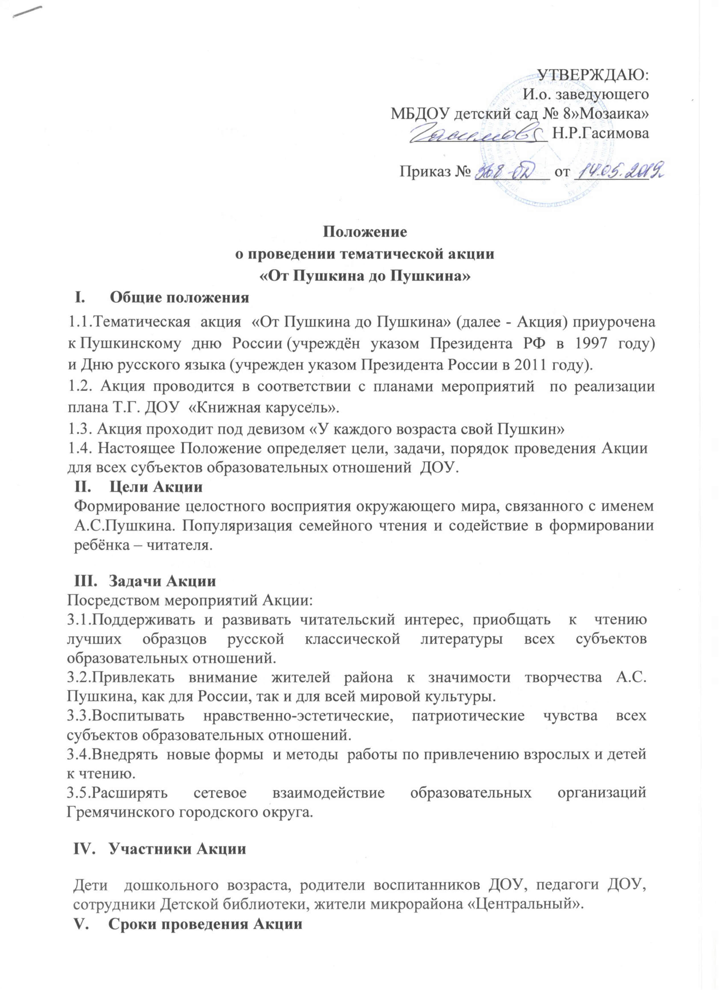 УТВЕРЖДАЮ:
И.о. заведующего
МБДОУ детский сад № 8»Мозаика»
Гасимова Н.Р.Гасимова
Приказ № 368-ОД от 14.05.2019г
Положение
о проведении тематической акции
«От Пушкина до Пушкина»
I. Общие положения
1.1.Тематическая акция «От Пушкина до Пушкина» (далее - Акция) приурочена
к Пушкинскому дню России (учреждён указом Президента РФ в 1997 году)
и Дню русского языка (учрежден указом Президента России в 2011 году).
1.2. Акция проводится в соответствии с планами мероприятий по реализации
плана Т.Г. ДОУ «Книжная карусель».
1.3. Акция проходит под девизом «У каждого возраста свой Пушкин»
1.4. Настоящее Положение определяет цели, задачи, порядок проведения Акции
для всех субъектов образовательных отношений ДОУ.
II. Цели Акции
Формирование целостного восприятия окружающего мира, связанного с именем
А.С.Пушкина. Популяризация семейного чтения и содействие в формировании
ребёнка – читателя.
III. Задачи Акции
Посредством мероприятий Акции:
3.1.Поддерживать и развивать читательский интерес, приобщать к чтению
лучших образцов русской классической литературы всех субъектов
образовательных отношений.
3.2.Привлекать внимание жителей района к значимости творчества А.С.
Пушкина, как для России, так и для всей мировой культуры.
3.3.Воспитывать нравственно-эстетические, патриотические чувства всех
субъектов образовательных отношений.
3.4.Внедрять новые формы и методы работы по привлечению взрослых и детей
к чтению.
3.5.Расширять сетевое взаимодействие образовательных организаций
Гремячинского городского округа.
IV. Участники Акции
Дети дошкольного возраста, родители воспитанников ДОУ, педагоги ДОУ,
сотрудники Детской библиотеки, жители микрорайона «Центральный».
V. Сроки проведения Акции